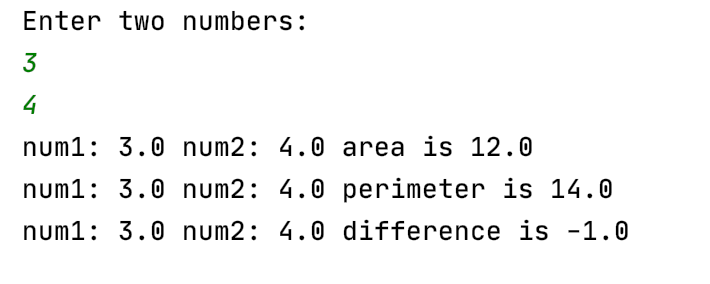 Enter two numbers:
3
4
num1: 3.0 num2: 4.0 area is 12.0
num1: 3.0 num2: 4.0 perimeter is 14.0
num1: 3.0 num2: 4.0 difference is -1.0